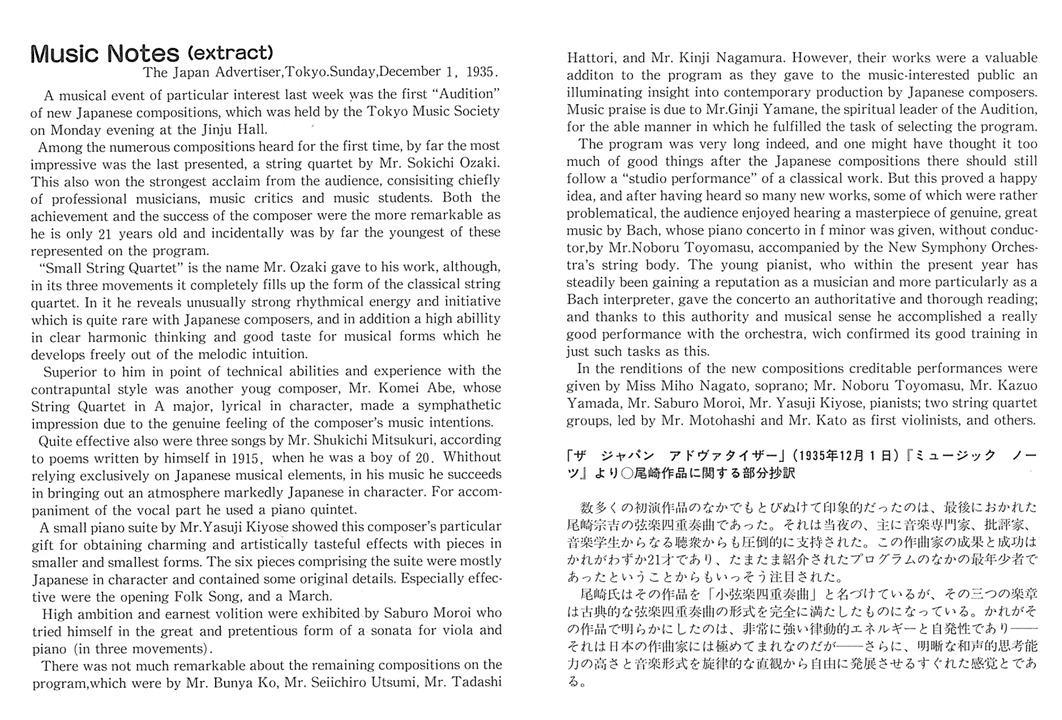 Music Notes (extract)
The Japan Advertiser,Tokyo.Sunday,December 1, 1935.
A musical event of particular interest last week was the first "Audition"
of new Japanese compositions, which was held by the Tokyo Music Society
on Monday evening at the Jinju Hall.
Among the numerous compositions heard for the first time, by far the most
impressive was the last presented, a string quartet by Mr. Sokichi Ozaki.
This also won the strongest acclaim from the audience, consisiting chiefly
of professional musicians, music critics and music students. Both the
achievement and the success of the composer were the more remarkable as
he is only 21 years old and incidentally was by far the youngest of these
represented on the program.
"Small String Quartet" is the name Mr. Ozaki gave to his work, although,
in its three movements it completely fills up the form of the classical string
quartet. In it he reveals unusually strong rhythmical energy and initiative
which is quite rare with Japanese composers, and in addition a high abillity
in clear harmonic thinking and good taste for musical forms which he
develops freely out of the melodic intuition.
Superior to him in point of technical abilities and experience with the
contrapuntal style was another youg composer, Mr. Komei Abe, whose
String Quartet in A major, lyrical in character, made a symphathetic
impression due to the genuine feeling of the composer's music intentions.
Quite effective also were three songs by Mr. Shukichi Mitsukuri, according
to poems written by himself in 1915, when he was a boy of 20. Whithout
relying exclusively on Japanese musical elements, in his music he succeeds
in bringing out an atmosphere markedly Japanese in character. For accom-
paniment of the vocal part he used a piano quintet.
A small piano suite by Mr.Yasuji Kiyose showed this composer's particular
gift for obtaining charming and artistically tasteful effects with pieces in
smaller and smallest forms. The six pieces comprising the suite were mostly
Japanese in character and contained some original details. Especially effec-
tive were the opening Folk Song, and a March.
High ambition and earnest volition were exhibited by Saburo Moroi who
tried himself in the great and pretentious form of a sonata for viola and
piano (in three movements).
There was not much remarkable about the remaining compositions on the
program,which were by Mr. Bunya Ko, Mr. Seiichiro Utsumi, Mr. Tadashi
Hattori, and Mr. Kinji Nagamura. However, their works were a valuable
additon to the program as they gave to the music-interested public an
illuminating insight into contemporary production by Japanese composers.
Music praise is due to Mr.Ginji Yamane, the spiritual leader of the Audition,
for the able manner in which he fulfilled the task of selecting the program.
The program was very long indeed, and one might have thought it too
much of good things after the Japanese compositions there should still
follow a "studio performance" of a classical work. But this proved a happy
idea, and after having heard so many new works, some of which were rather
problematical, the audience enjoyed hearing a masterpiece of genuine, great
music by Bach, whose piano concerto in f minor was given, without conduc-
tor,by Mr.Noboru Toyomasu, accompanied by the New Symphony Orches-
tra's string body. The young pianist, who within the present year has
steadily been gaining a reputation as a musician and more particularly as a
Bach interpreter, gave the concerto an authoritative and thorough reading;
and thanks to this authority and musical sense he accomplished a really
good performance with the orchestra, wich confirmed its good training in
just such tasks as this.
In the renditions of the new compositions creditable performances were
given by Miss Miho Nagato, soprano; Mr. Noboru Toyomasu, Mr. Kazuo
Yamada, Mr. Saburo Moroi, Mr. Yasuji Kiyose, pianists; two string quartet
groups, led by Mr. Motohashi and Mr. Kato as first violinists, and others.
「ザ ジャパン アドヴァタイザー」(1935年12月1日)『ミュージック ノー
ツ』より○尾崎作品に関する部分抄訳
数多くの初演作品のなかでもとびぬけて印象的だったのは、最後におかれた
尾崎宗吉の弦楽四重奏曲であった。それは当夜の、主に音楽専門家、批評家、
音楽学生からなる聴衆からも圧倒的に支持された。この作曲家の成果と成功は
かれがわずか21才であり、たまたま紹介されたプログラムのなかの最年少者で
あったということからもいっそう注目された。
尾崎氏はその作品を「小弦楽四重奏曲」と名づけているが、その三つの楽章
は古典的な弦楽四重奏曲の形式を完全に満たしたものになっている。かれがそ
の作品で明らかにしたのは、非常に強い律動的エネルギーと自発性であり――
それは日本の作曲家には極めてまれなのだが――さらに、明晰な和声的思考能
力の高さと音楽形式を旋律的な直観から自由に発展させるすぐれた感覚とであ
る。